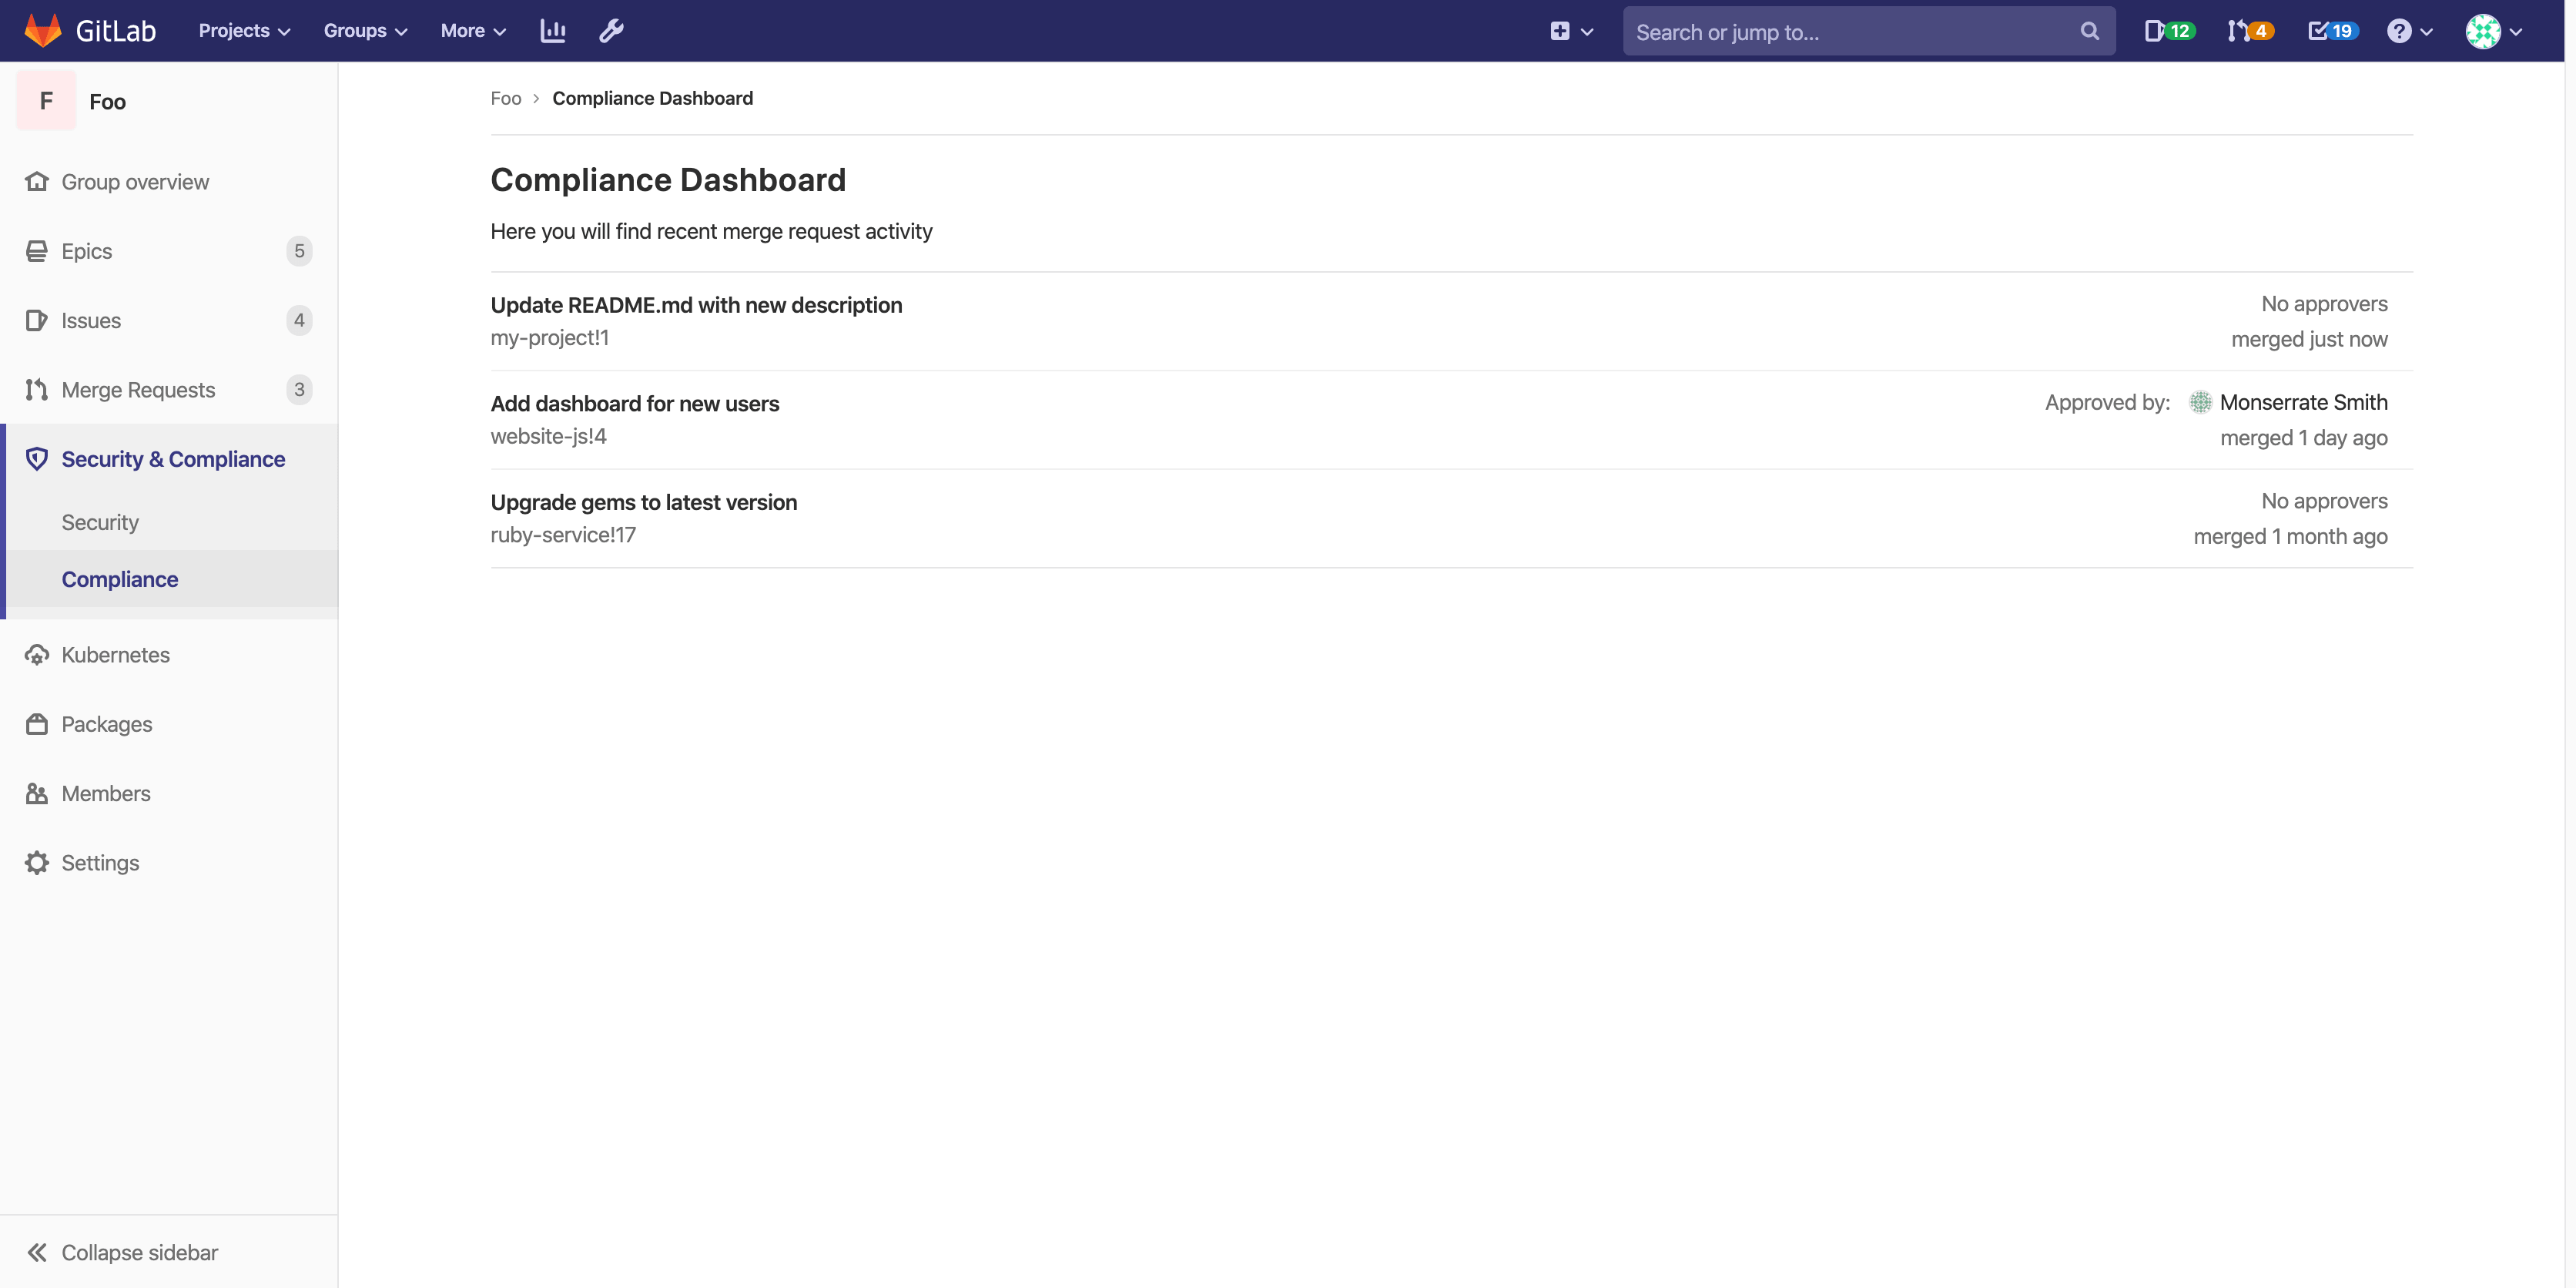 GitLab Projects Groups More Search or jump to... 12 4 19
F Foo
Group overview
Epics 5
Issues 4
Merge Requests 3
Security & Compliance
Security
Compliance
Kubernetes
Packages
Members
Settings
Collapse sidebar
Foo › Compliance Dashboard
Compliance Dashboard
Here you will find recent merge request activity
Update README.md with new description
my-project!1
No approvers
merged just now
Add dashboard for new users
website-js!4
Approved by: Monserrate Smith
merged 1 day ago
Upgrade gems to latest version
ruby-service!17
No approvers
merged 1 month ago